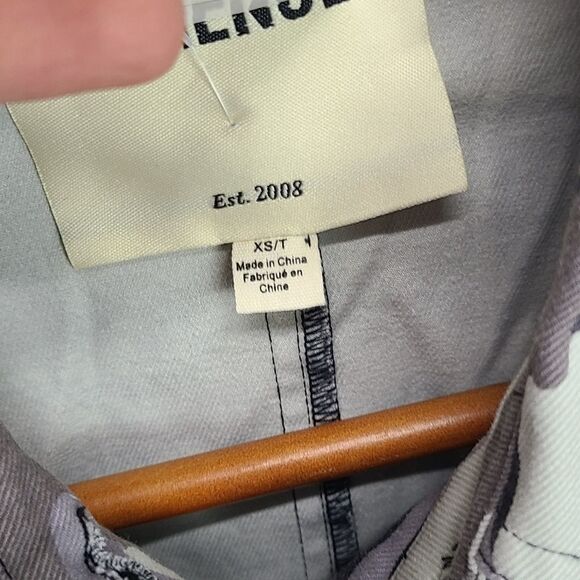 Est. 2008
XS/T
Made in China
Fabriqué en
Chine